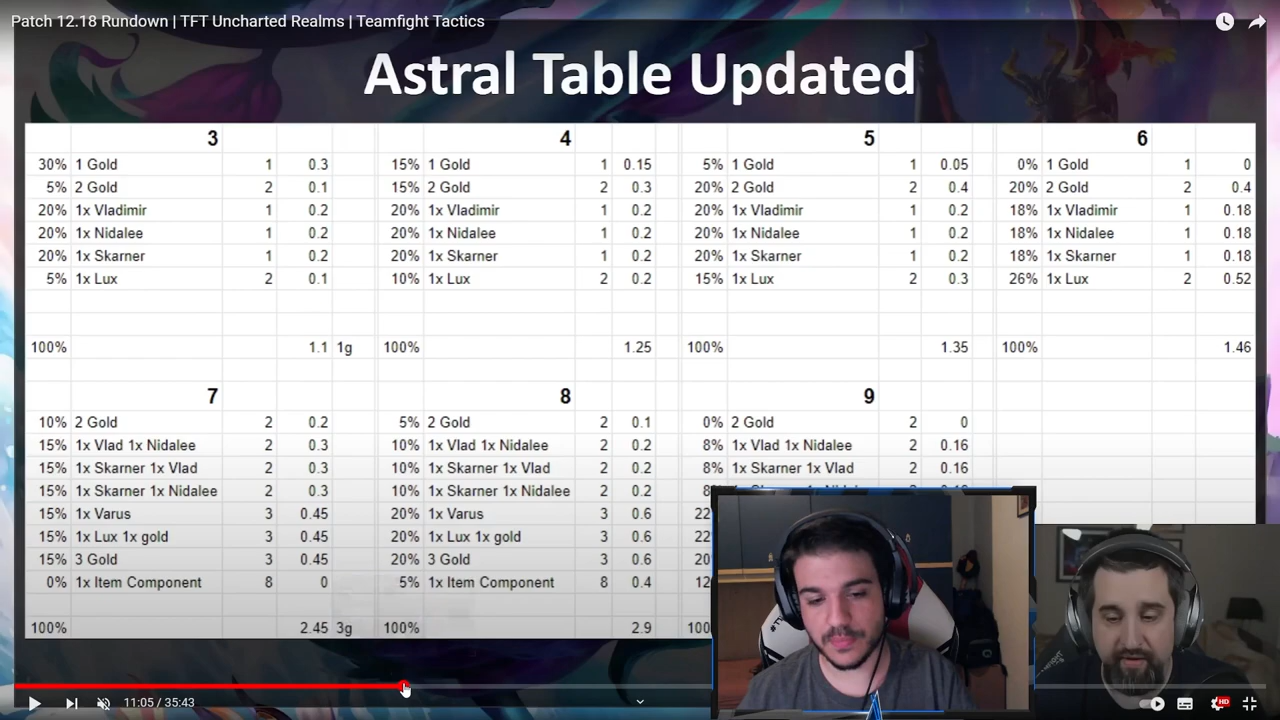 Patch 12.18 Rundown | TFT Uncharted Realms | Teamfight Tactics
Astral Table Updated
3 4 5 6
30% 1 Gold 1 0.3 15% 1 Gold 1 0.15 5% 1 Gold 1 0.05 0% 1 Gold 1 0
5% 2 Gold 2 0.1 15% 2 Gold 2 0.3 20% 2 Gold 2 0.4 20% 2 Gold 2 0.4
20% 1x Vladimir 1 0.2 20% 1x Vladimir 1 0.2 20% 1x Vladimir 1 0.2 18% 1x Vladimir 1 0.18
20% 1x Nidalee 1 0.2 20% 1x Nidalee 1 0.2 20% 1x Nidalee 1 0.2 18% 1x Nidalee 1 0.18
20% 1x Skarner 1 0.2 20% 1x Skarner 1 0.2 20% 1x Skarner 1 0.2 18% 1x Skarner 1 0.18
5% 1x Lux 2 0.1 10% 1x Lux 2 0.2 15% 1x Lux 2 0.3 26% 1x Lux 2 0.52
100% 1.1 1g 100% 1.25 100% 1.35 100% 1.46
7 8 9
10% 2 Gold 2 0.2 5% 2 Gold 2 0.1 0% 2 Gold 2 0
15% 1x Vlad 1x Nidalee 2 0.3 10% 1x Vlad 1x Nidalee 2 0.2 8% 1x Vlad 1x Nidalee 2 0.16
15% 1x Skarner 1x Vlad 2 0.3 10% 1x Skarner 1x Vlad 2 0.2 8% 1x Skarner 1x Vlad 2 0.16
15% 1x Skarner 1x Nidalee 2 0.3 10% 1x Skarner 1x Nidalee 2 0.2
15% 1x Varus 3 0.45 20% 1x Varus 3 0.6 22
15% 1x Lux 1x gold 3 0.45 20% 1x Lux 1x gold 3 0.6 22
15% 3 Gold 3 0.45 20% 3 Gold 3 0.6 20
0% 1x Item Component 8 0 5% 1x Item Component 8 0.4 12
100% 2.45 3g 100% 2.9 100
11:05 / 35:43
HD